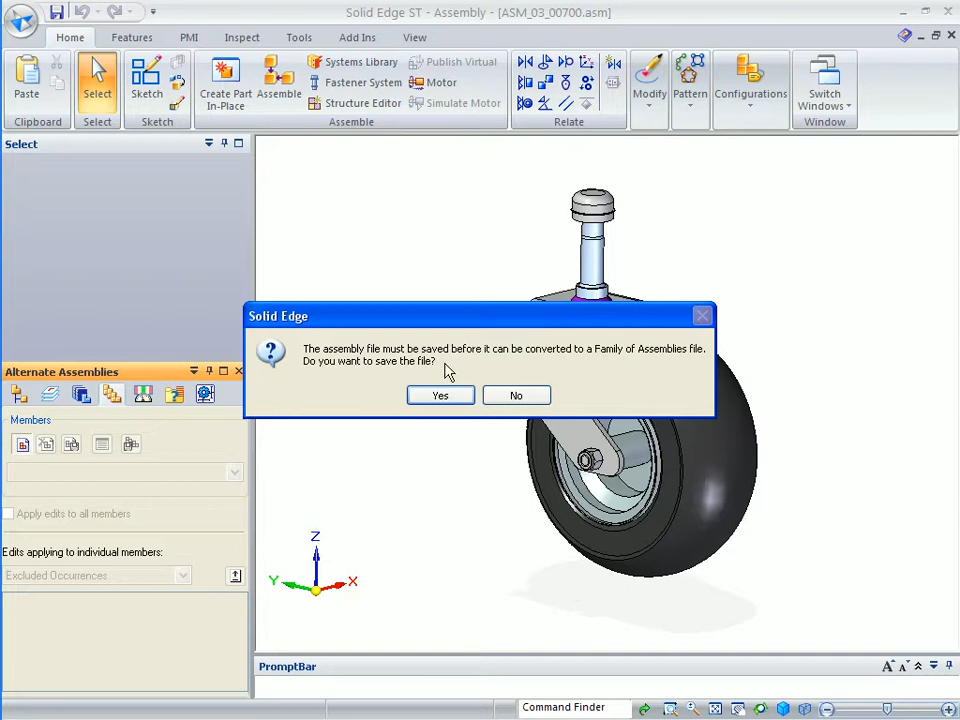 Solid Edge ST - Assembly - [ASM_03_00700.asm]
Home Features PMI Inspect Tools Add Ins View
Paste
Clipboard
Select
Select
Sketch
Sketch
Create Part
In-Place
Assemble
Systems Library
Fastener System
Structure Editor
Publish Virtual
Motor
Simulate Motor
Assemble
Relate
Modify
Pattern
Configurations
Switch
Windows
Window
Select
Solid Edge
The assembly file must be saved before it can be converted to a Family of Assemblies file.
Do you want to save the file?
Yes No
Alternate Assemblies
Members
Apply edits to all members
Edits applying to individual members:
Excluded Occurrences
Z
Y
X
PromptBar
A A
Command Finder